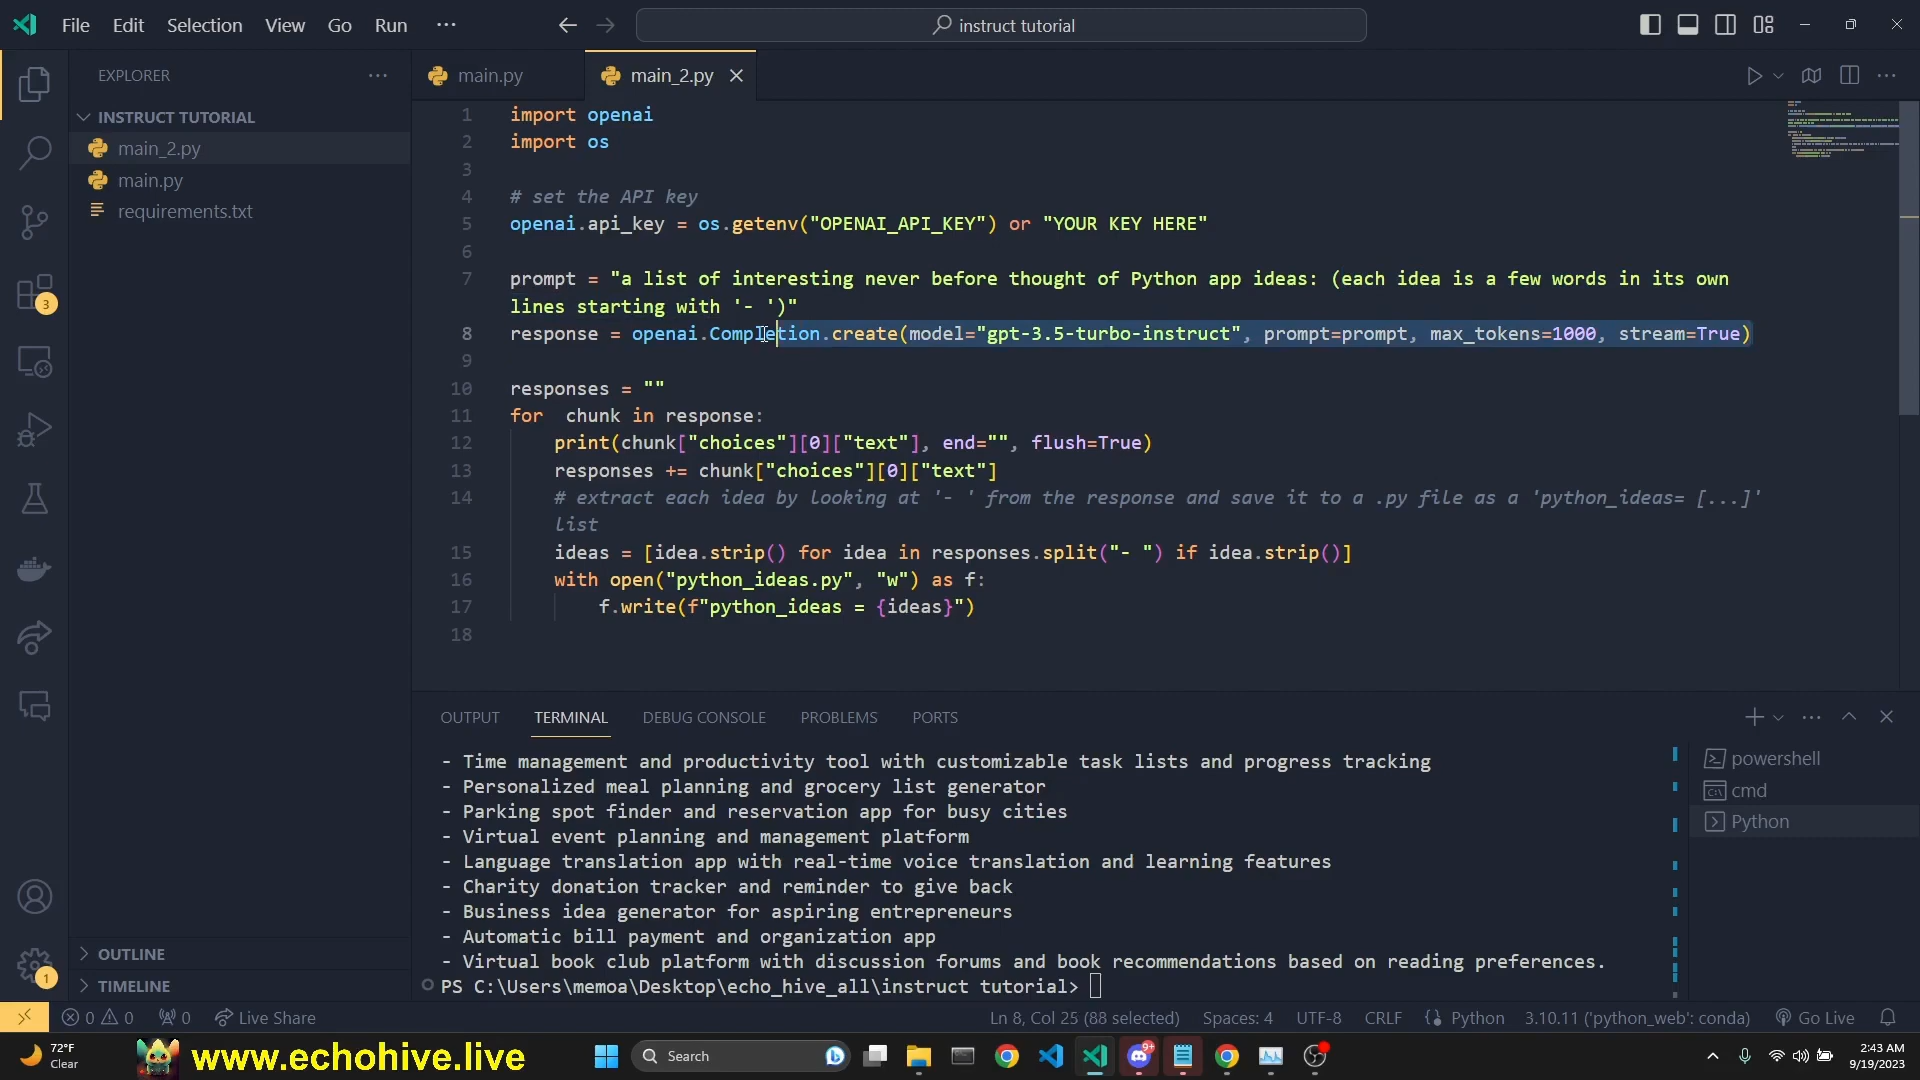 File Edit Selection View Go Run ···
instruct tutorial
EXPLORER
main.py
main_2.py
INSTRUCT TUTORIAL
main_2.py
main.py
requirements.txt
3
OUTLINE
TIMELINE
1
1 import openai
2 import os
3
4 # set the API key
5 openai.api_key = os.getenv("OPENAI_API_KEY") or "YOUR KEY HERE"
6
7 prompt = "a list of interesting never before thought of Python app ideas: (each idea is a few words in its own
lines starting with '- ')"
8 response = openai.Completion.create(model="gpt-3.5-turbo-instruct", prompt=prompt, max_tokens=1000, stream=True)
9
10 responses = ""
11 for  chunk in response:
12 print(chunk["choices"][0]["text"], end="", flush=True)
13 responses += chunk["choices"][0]["text"]
14 # extract each idea by looking at '- ' from the response and save it to a .py file as a 'python_ideas= [...]'
list
15 ideas = [idea.strip() for idea in responses.split("- ") if idea.strip()]
16 with open("python_ideas.py", "w") as f:
17 f.write(f"python_ideas = {ideas}")
18
OUTPUT TERMINAL DEBUG CONSOLE PROBLEMS PORTS
- Time management and productivity tool with customizable task lists and progress tracking
- Personalized meal planning and grocery list generator
- Parking spot finder and reservation app for busy cities
- Virtual event planning and management platform
- Language translation app with real-time voice translation and learning features
- Charity donation tracker and reminder to give back
- Business idea generator for aspiring entrepreneurs
- Automatic bill payment and organization app
- Virtual book club platform with discussion forums and book recommendations based on reading preferences.
PS C:\Users\memoa\Desktop\echo_hive_all\instruct tutorial>
powershell
cmd
Python
0 0 0 Live Share
Ln 8, Col 25 (88 selected) Spaces: 4 UTF-8 CRLF Python 3.10.11 ('python_web': conda) Go Live
72°F
Clear
www.echohive.live
Search
9+
2:43 AM
9/19/2023